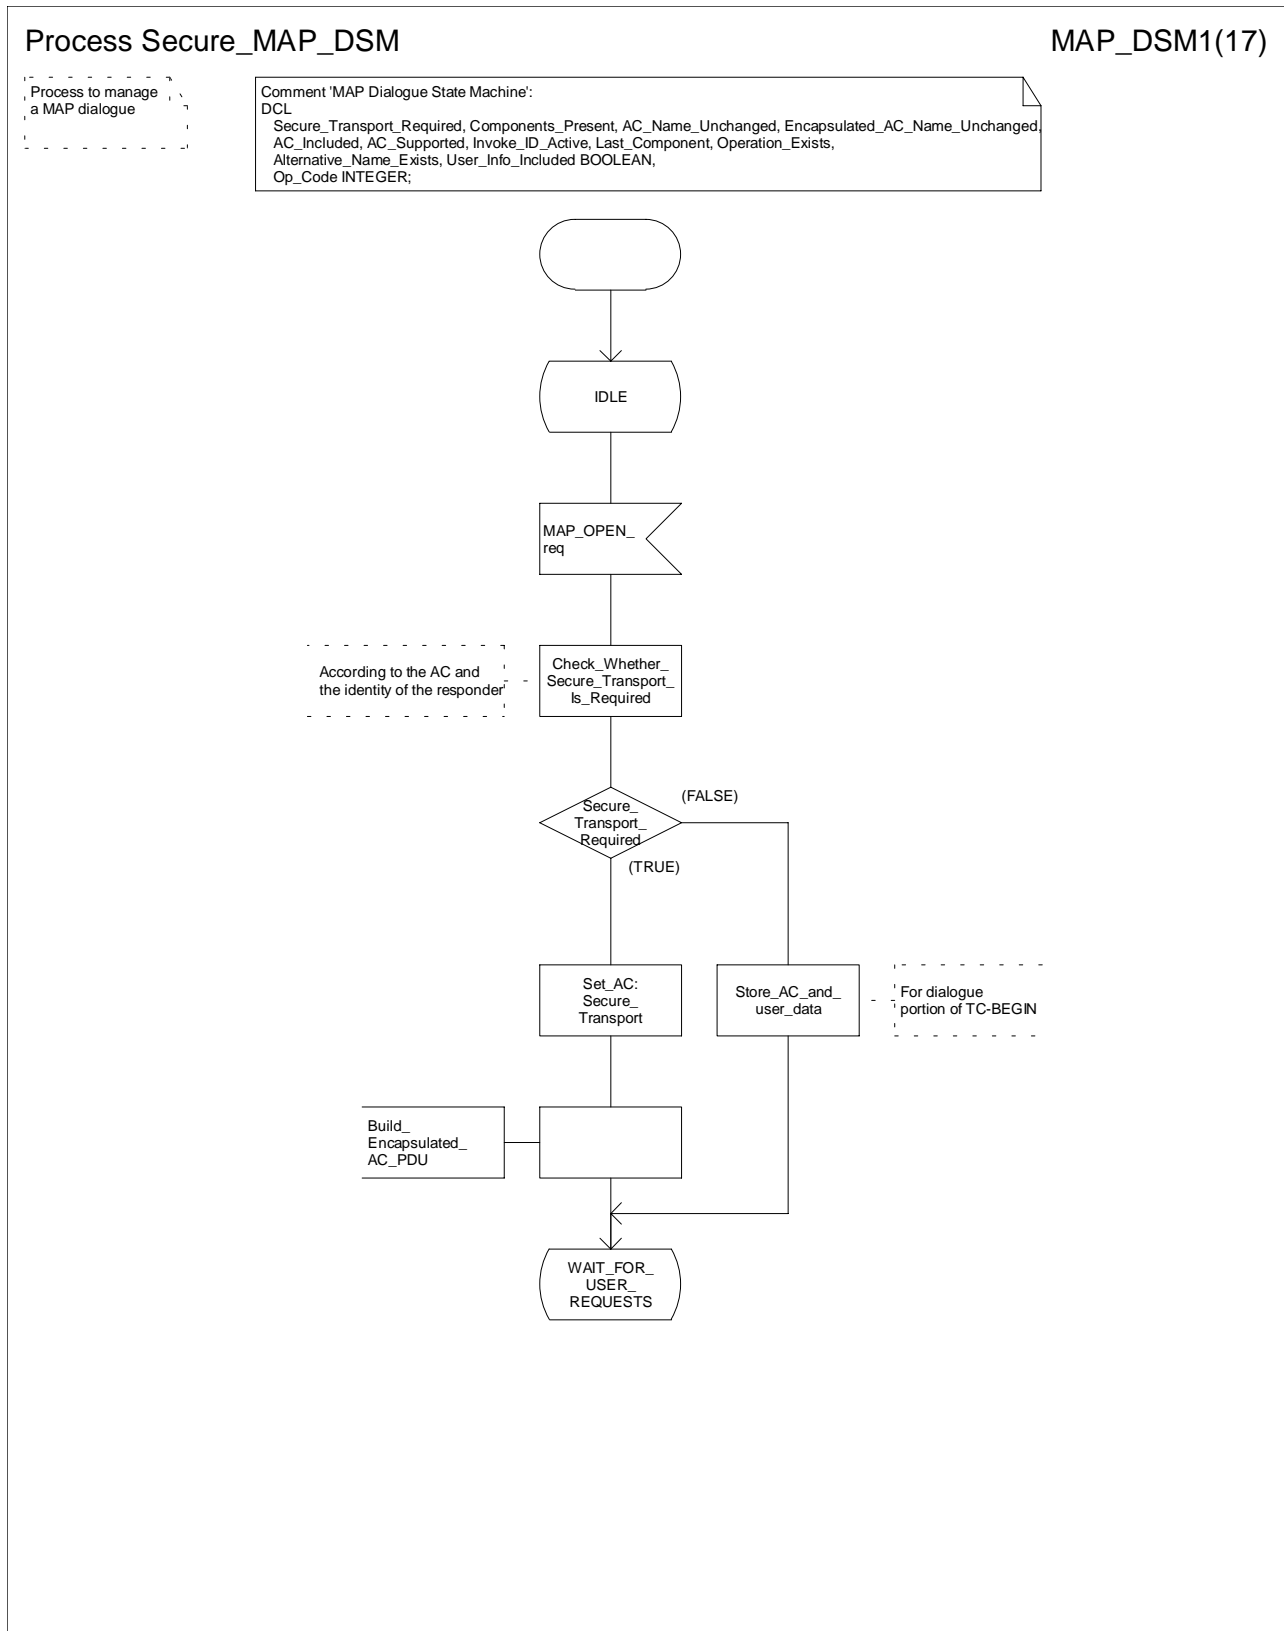 Process Secure_MAP_DSM
MAP_DSM1(17)
Process to manage
a MAP dialogue
Comment 'MAP Dialogue State Machine':
DCL
Secure_Transport_Required, Components_Present, AC_Name_Unchanged, Encapsulated_AC_Name_Unchanged,
AC_Included, AC_Supported, Invoke_ID_Active, Last_Component, Operation_Exists,
Alternative_Name_Exists, User_Info_Included BOOLEAN,
Op_Code INTEGER;
IDLE
MAP_OPEN_
req
According to the AC and
the identity of the responder
Check_Whether_
Secure_Transport_
Is_Required
Secure_
Transport_
Required
(FALSE)
(TRUE)
Set_AC:
Secure_
Transport
Store_AC_and_
user_data
For dialogue
portion of TC-BEGIN
Build_
Encapsulated_
AC_PDU
WAIT_FOR_
USER_
REQUESTS